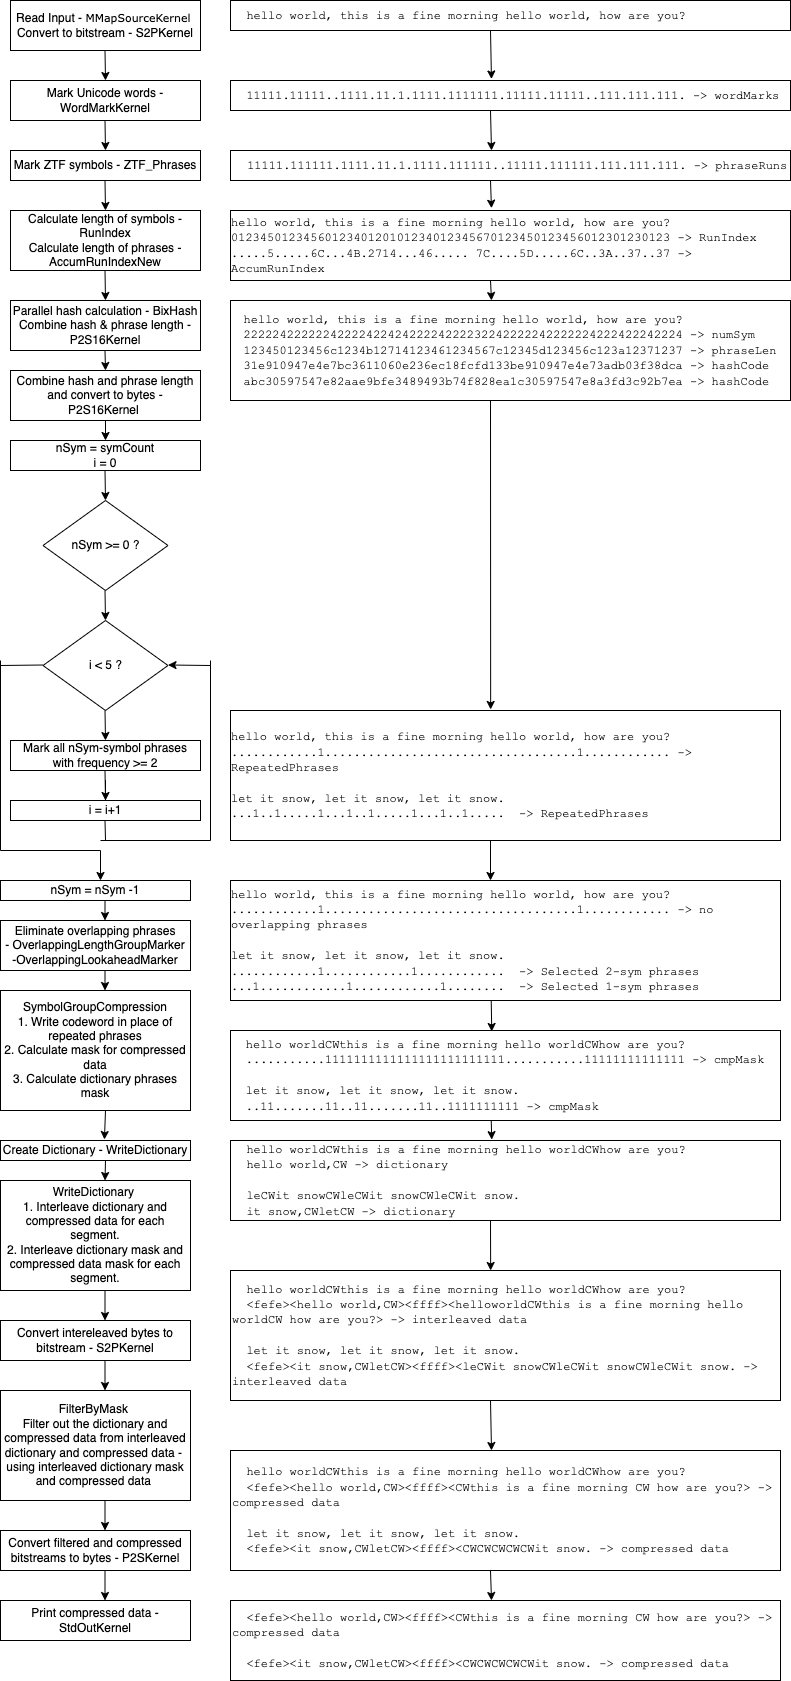 Read Input - MMapSourceKernel
Convert to bitstream - S2PKernel
hello world, this is a fine morning hello world, how are you?
Mark Unicode words -
WordMarkKernel
11111.11111..1111.11.1.1111.1111111.11111.11111..111.111.111. -> wordMarks
Mark ZTF symbols - ZTF_Phrases
11111.111111.1111.11.1.1111.111111..11111.111111.111.111.111. -> phraseRuns
Calculate length of symbols -
RunIndex
Calculate length of phrases -
AccumRunIndexNew
hello world, this is a fine morning hello world, how are you?
0123450123456012340120101234012345670123450123456012301230123 -> RunIndex
.....5.....6C...4B.2714...46..... 7C....5D.....6C..3A..37..37 ->
AccumRunIndex
Parallel hash calculation - BixHash
Combine hash & phrase length -
P2S16Kernel
hello world, this is a fine morning hello world, how are you?
2222242222224222242242422224222232242222242222224222422242224 -> numSym
123450123456c1234b12714123461234567c12345d123456c123a12371237 -> phraseLen
31e910947e4e7bc3611060e236ec18fcfd133be910947e4e73adb03f38dca -> hashCode
abc30597547e82aae9bfe3489493b74f828ea1c30597547e8a3fd3c92b7ea -> hashCode
Combine hash and phrase length
and convert to bytes -
P2S16Kernel
nSym = symCount
i = 0
nSym >= 0 ?
i < 5 ?
Mark all nSym-symbol phrases
with frequency >= 2
i = i+1
hello world, this is a fine morning hello world, how are you?
............1...................................1............ ->
RepeatedPhrases
let it snow, let it snow, let it snow.
...1..1.....1...1..1.....1...1..1..... -> RepeatedPhrases
nSym = nSym -1
Eliminate overlapping phrases
- OverlappingLengthGroupMarker
-OverlappingLookaheadMarker
hello world, this is a fine morning hello world, how are you?
............1...................................1............ -> no
overlapping phrases
let it snow, let it snow, let it snow.
............1............1............ -> Selected 2-sym phrases
...1............1............1........ -> Selected 1-sym phrases
SymbolGroupCompression
1. Write codeword in place of
repeated phrases
2. Calculate mask for compressed
data
3. Calculate dictionary phrases
mask
hello worldCWthis is a fine morning hello worldCWhow are you?
...........1111111111111111111111111...........11111111111111 -> cmpMask
let it snow, let it snow, let it snow.
..11.......11..11.......11..1111111111 -> cmpMask
Create Dictionary - WriteDictionary
hello worldCWthis is a fine morning hello worldCWhow are you?
hello world,CW -> dictionary
leCWit snowCWleCWit snowCWleCWit snow.
it snow,CWletCW -> dictionary
WriteDictionary
1. Interleave dictionary and
compressed data for each
segment.
2. Interleave dictionary mask and
compressed data mask for each
segment.
hello worldCWthis is a fine morning hello worldCWhow are you?
<fefe><hello world,CW><ffff><helloworldCWthis is a fine morning hello
worldCW how are you?> -> interleaved data
let it snow, let it snow, let it snow.
<fefe><it snow,CWletCW><ffff><leCWit snowCWleCWit snowCWleCWit snow. ->
interleaved data
Convert intereleaved bytes to
bitstream - S2PKernel
FilterByMask
Filter out the dictionary and
compressed data from interleaved
dictionary and compressed data -
using interleaved dictionary mask
and compressed data
hello worldCWthis is a fine morning hello worldCWhow are you?
<fefe><hello world,CW><ffff><CWthis is a fine morning CW how are you?> ->
compressed data
let it snow, let it snow, let it snow.
<fefe><it snow,CWletCW><ffff><CWCWCWCWCWit snow. -> compressed data
Convert filtered and compressed
bitstreams to bytes - P2SKernel
Print compressed data -
StdOutKernel
<fefe><hello world,CW><ffff><CWthis is a fine morning CW how are you?> ->
compressed data
<fefe><it snow,CWletCW><ffff><CWCWCWCWCWit snow. -> compressed data